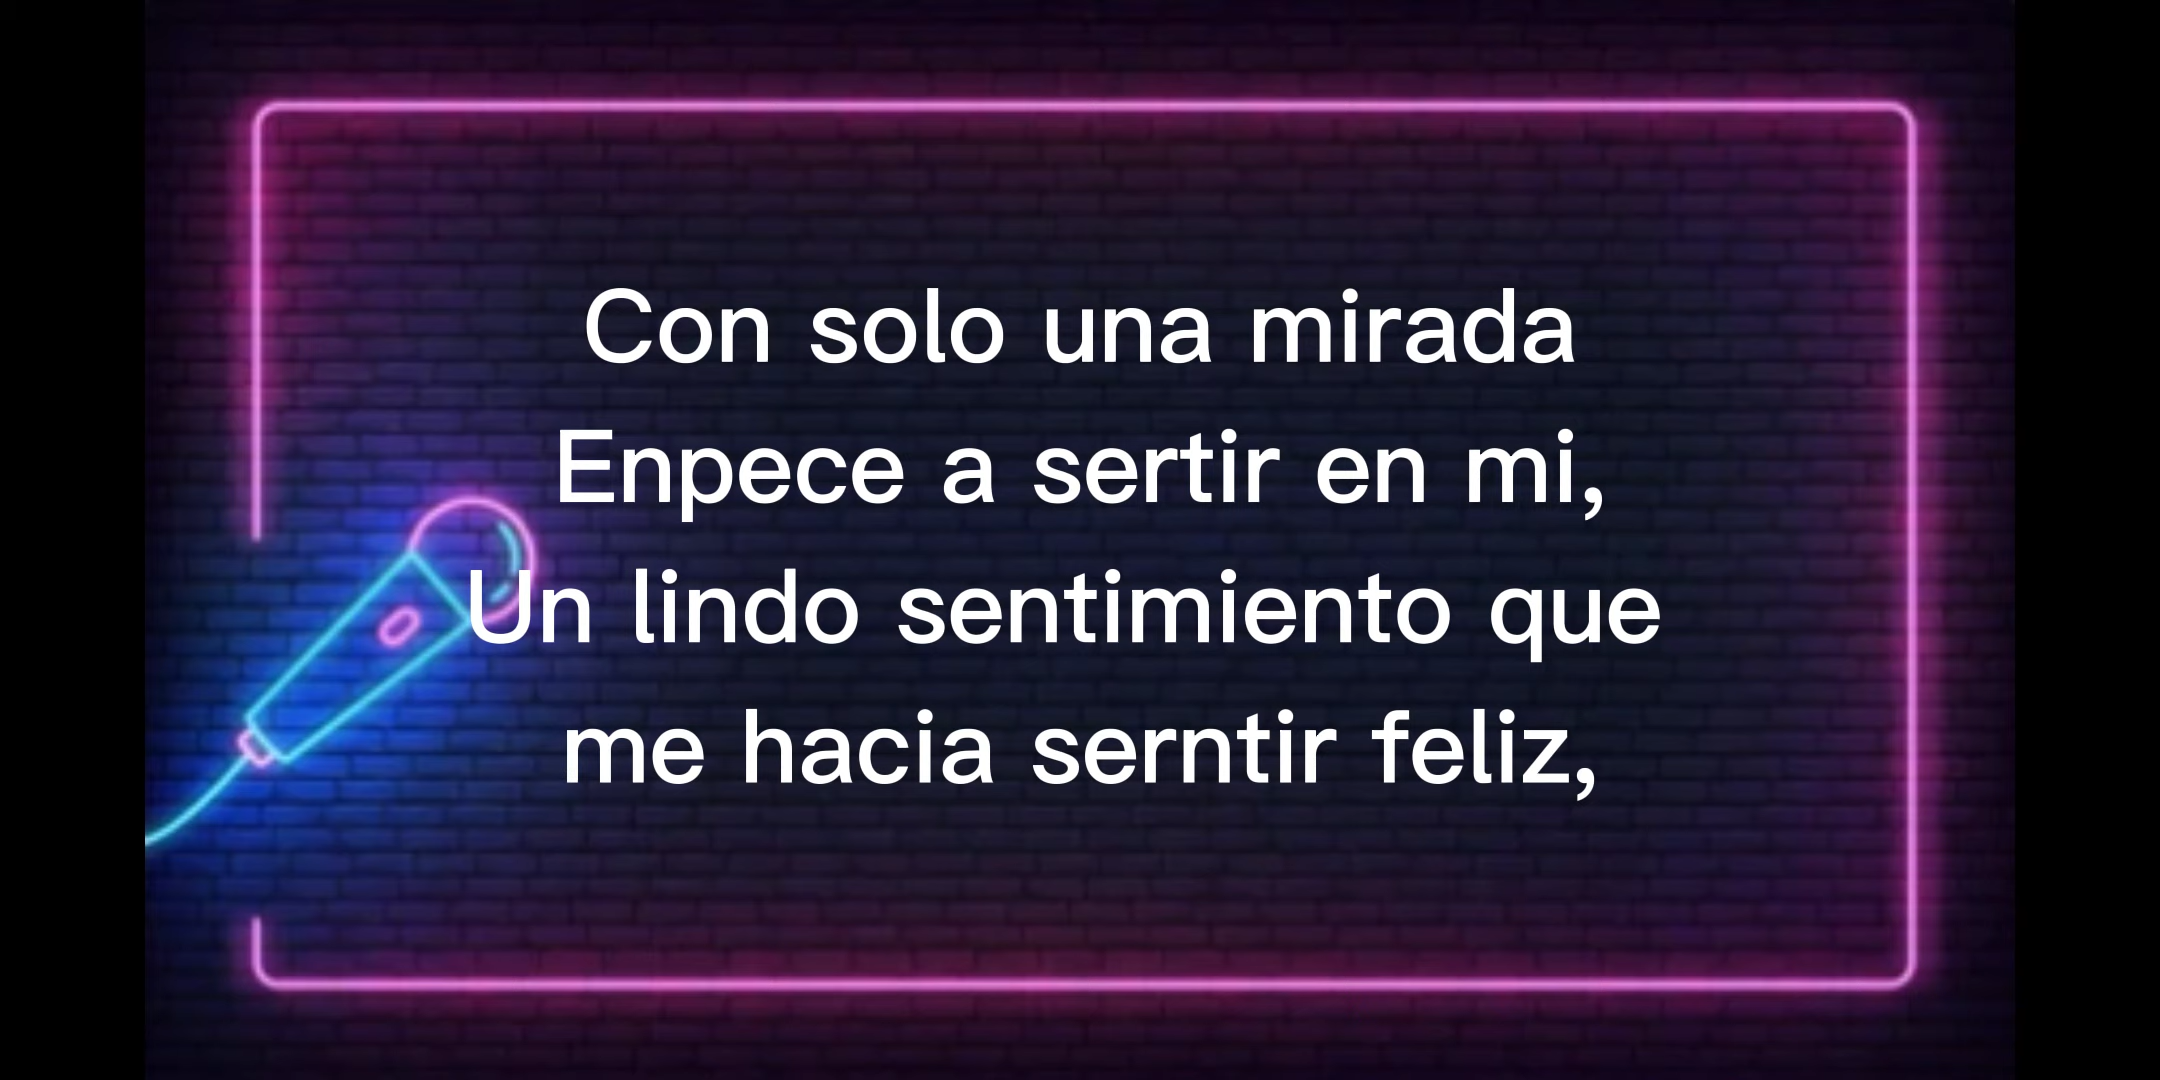 Con solo una mirada
Enpece a sertir en mi,
Un lindo sentimiento que
me hacia serntir feliz,